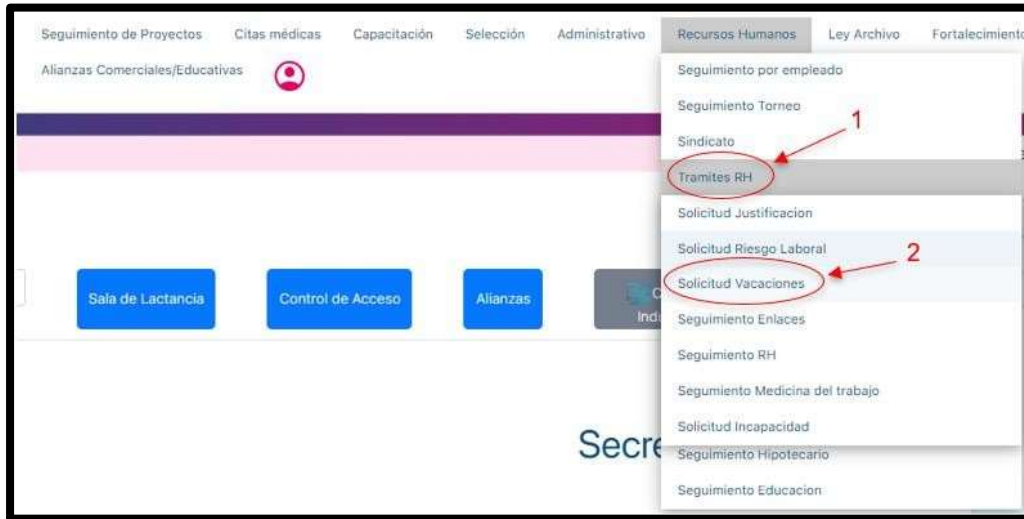 Seguimiento de Proyectos Citas médicas Capacitación Selección Administrativo Recursos Humanos Ley Archivo Fortalecimiento
Alianzas Comerciales/Educativas
Seguimiento por empleado
Seguimiento Torneo
1
Sindicato
Tramites RH
Solicitud Justificacion
Solicitud Riesgo Laboral
2
Solicitud Vacaciones
Sala de Lactancia Control de Acceso Alianzas
Seguimiento Enlaces
Seguimiento RH
Segumiento Medicina del trabajo
Solicitud Incapacidad
Seguimiento Hipotecario
Seguimiento Educacion